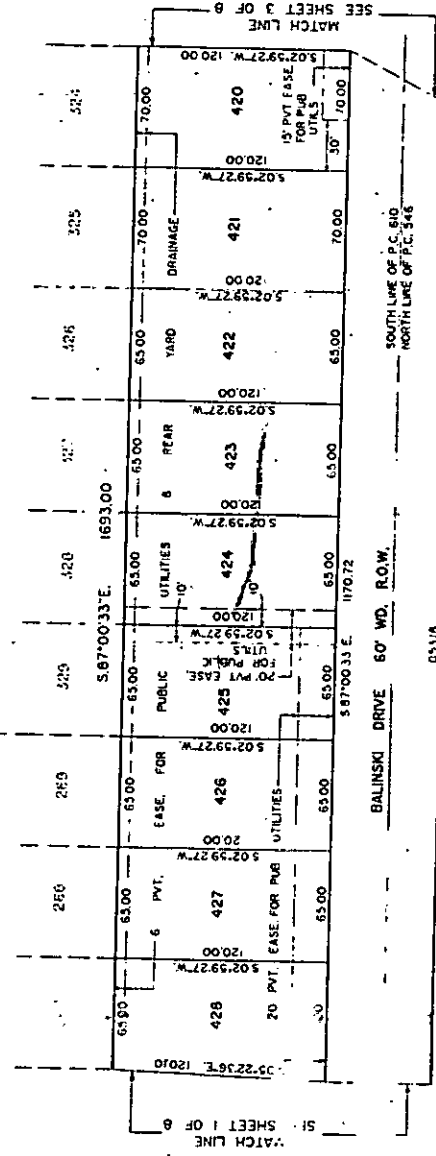 MATCH LINE
SEE SHEET 1 OF 8
MATCH LINE
SEE SHEET 3 OF 8
269
329
328
326
325
324
S.87°00'33"E. 1693.00
65.00
65.00
65.00
65.00
65.00
65.00
65.00
70.00
70.00
6' PVT. EASE. FOR PUBLIC UTILITIES & REAR YARD DRAINAGE
428
427
426
425
424
423
422
421
420
S.02°59'27"W.
120.00
S.02°59'27"W.
20.00
S.02°59'27"W.
120.00
S.02°59'27"W.
120.00
S.02°59'27"W.
120.00
S.02°59'27"W.
120.00
S.02°59'27"W.
120.00
S.02°59'27"W.
120.00
S.02°59'27"W. 120.00
10'
10'
20' PVT EASE.
FOR PUBLIC
UTILS
20 PVT. EASE. FOR PUB UTILITIES
15' PVT EASE.
FOR PUB
UTILS
30'
65.00
65.00
65.00
65.00
65.00
65.00
70.00
70.00
S 87°00'33 E. 1170.72
BALINSKI DRIVE 60' WD. R.O.W.
SOUTH LINE OF P.C. 610
NORTH LINE OF P.C. 546